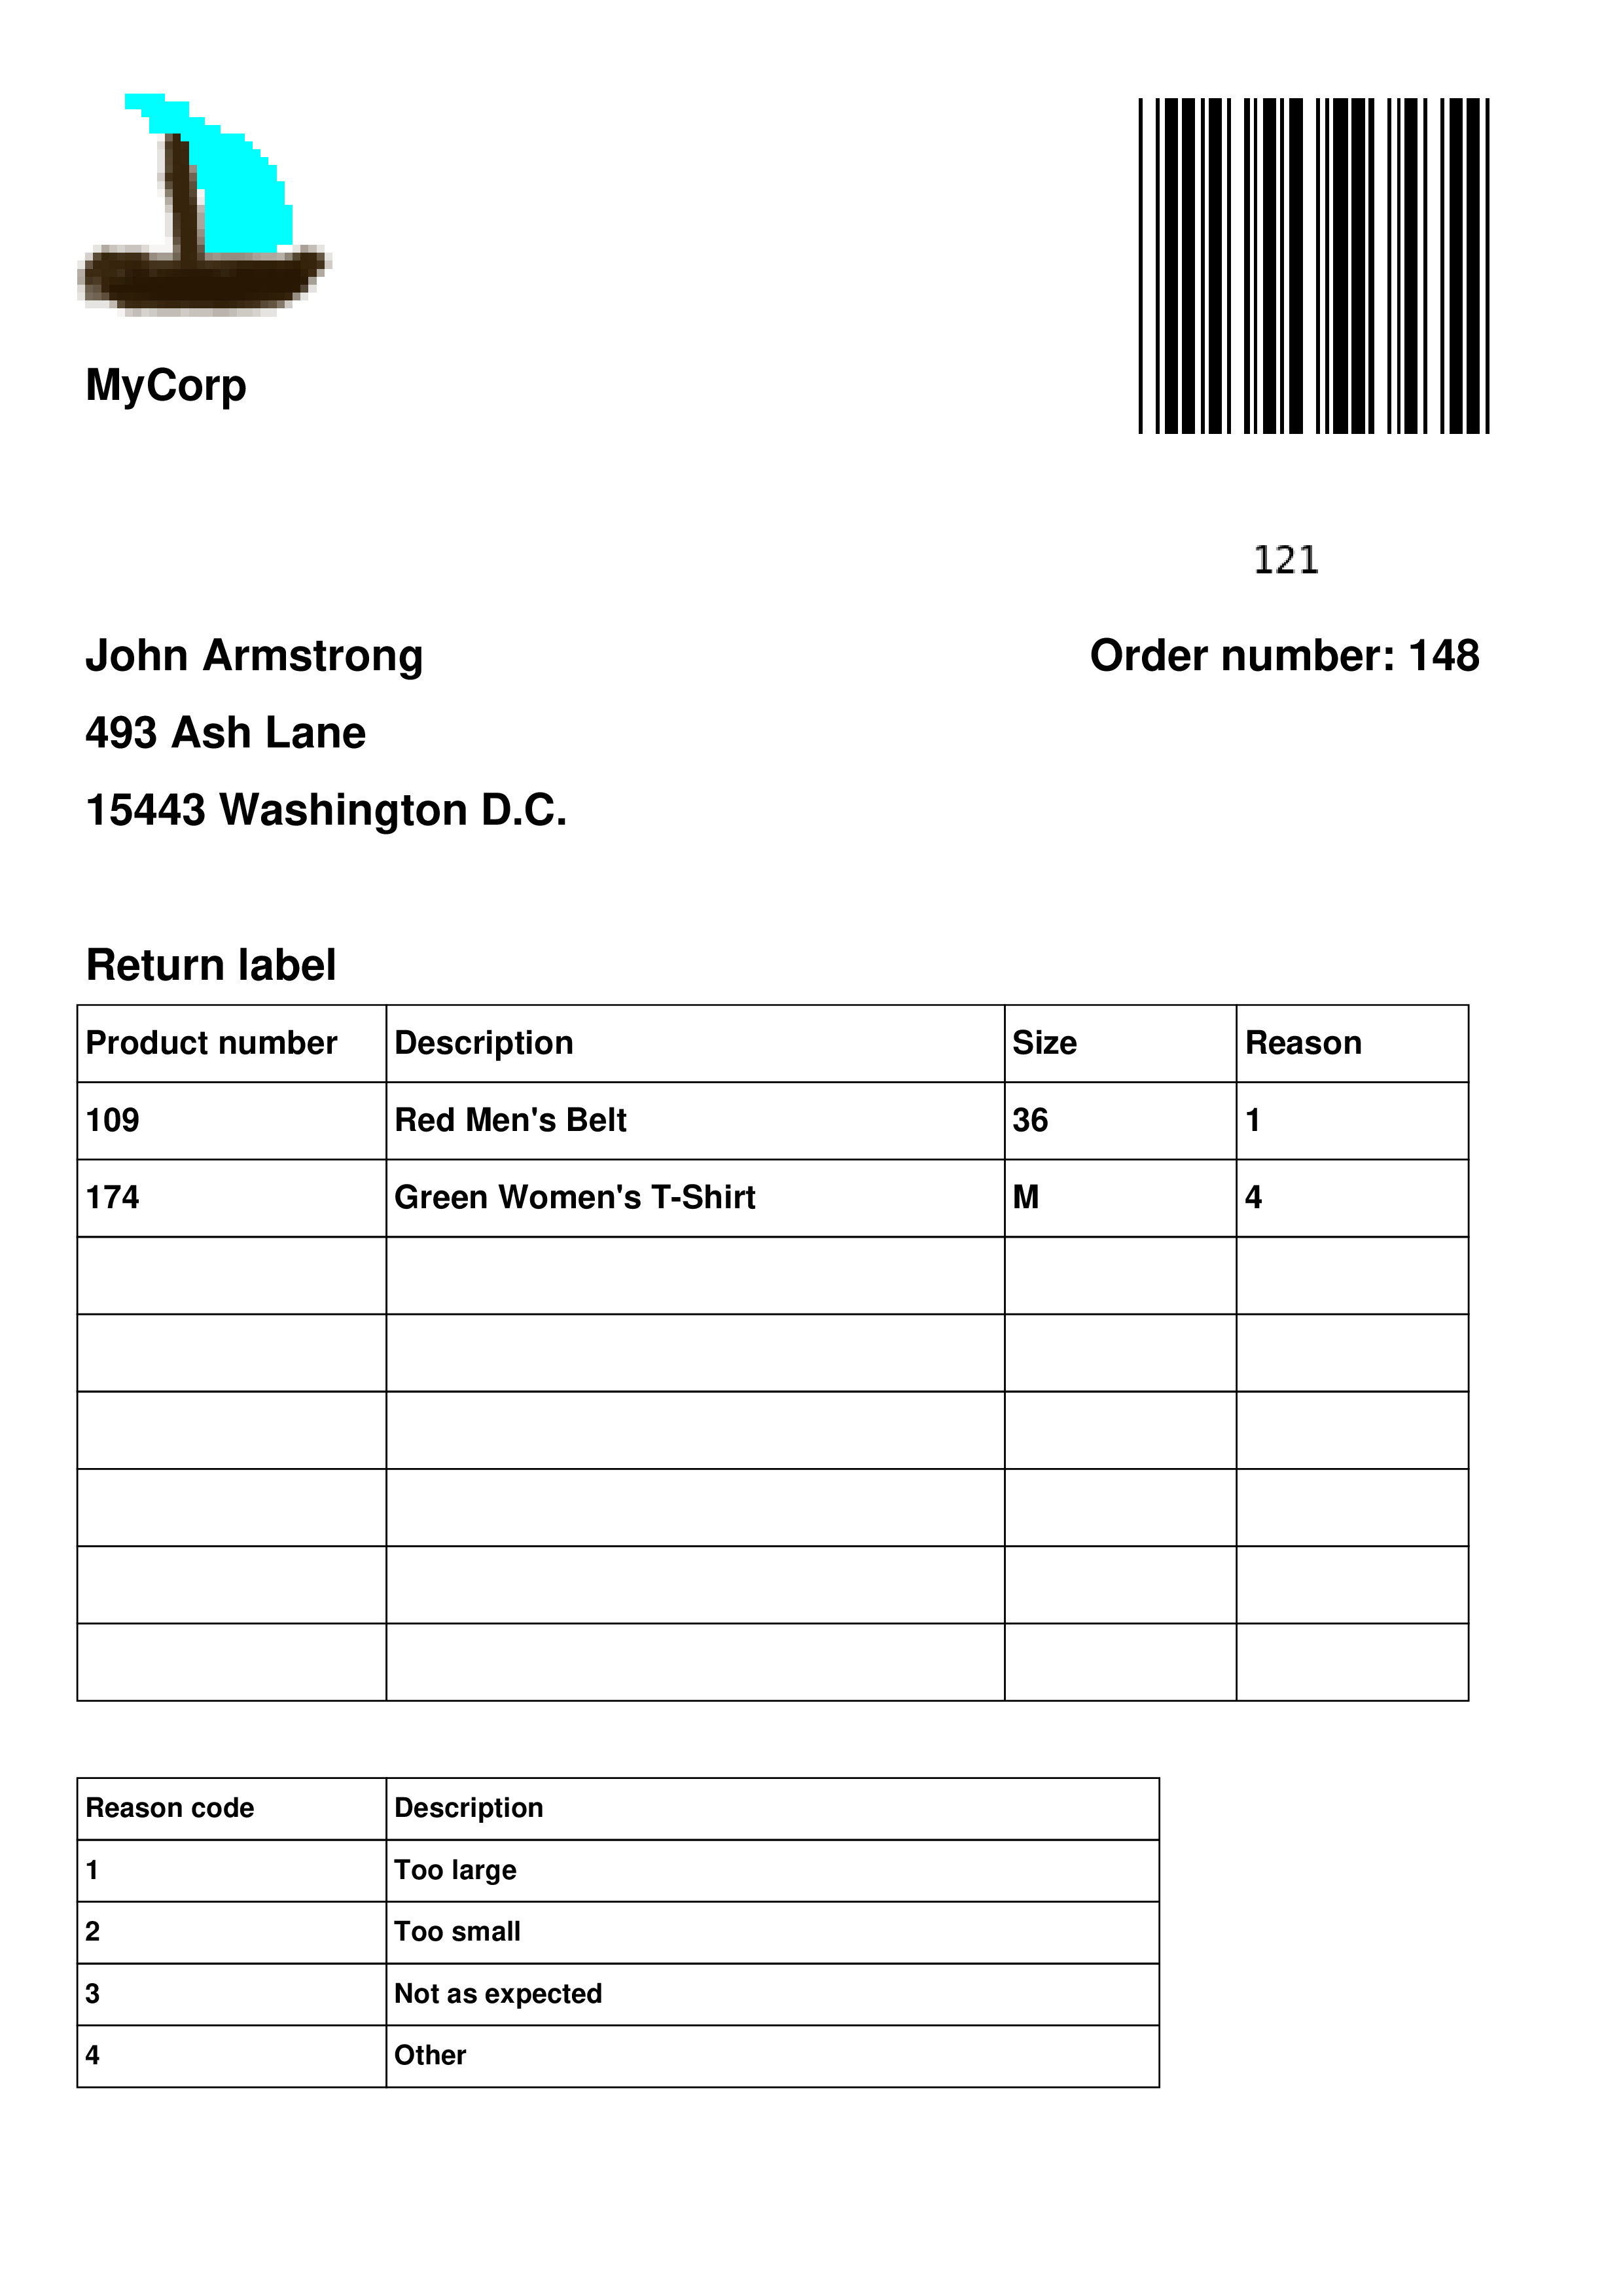 MyCorp
121
John Armstrong
Order number: 148
493 Ash Lane
15443 Washington D.C.
Return label
Product number Description Size Reason
109 Red Men's Belt 36 1
174 Green Women's T-Shirt M 4
Reason code Description
1 Too large
2 Too small
3 Not as expected
4 Other